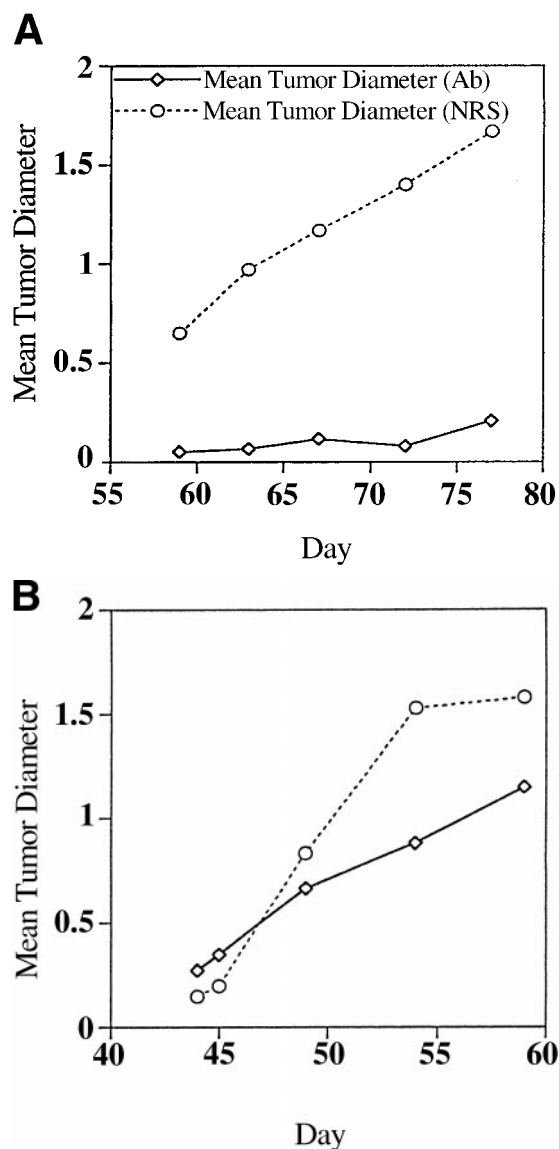 A
Mean Tumor Diameter
2
1.5
1
0.5
0
Mean Tumor Diameter (Ab)
Mean Tumor Diameter (NRS)
55 60 65 70 75 80
Day
B
Mean Tumor Diameter
2
1.5
1
0.5
0
40 45 50 55 60
Day